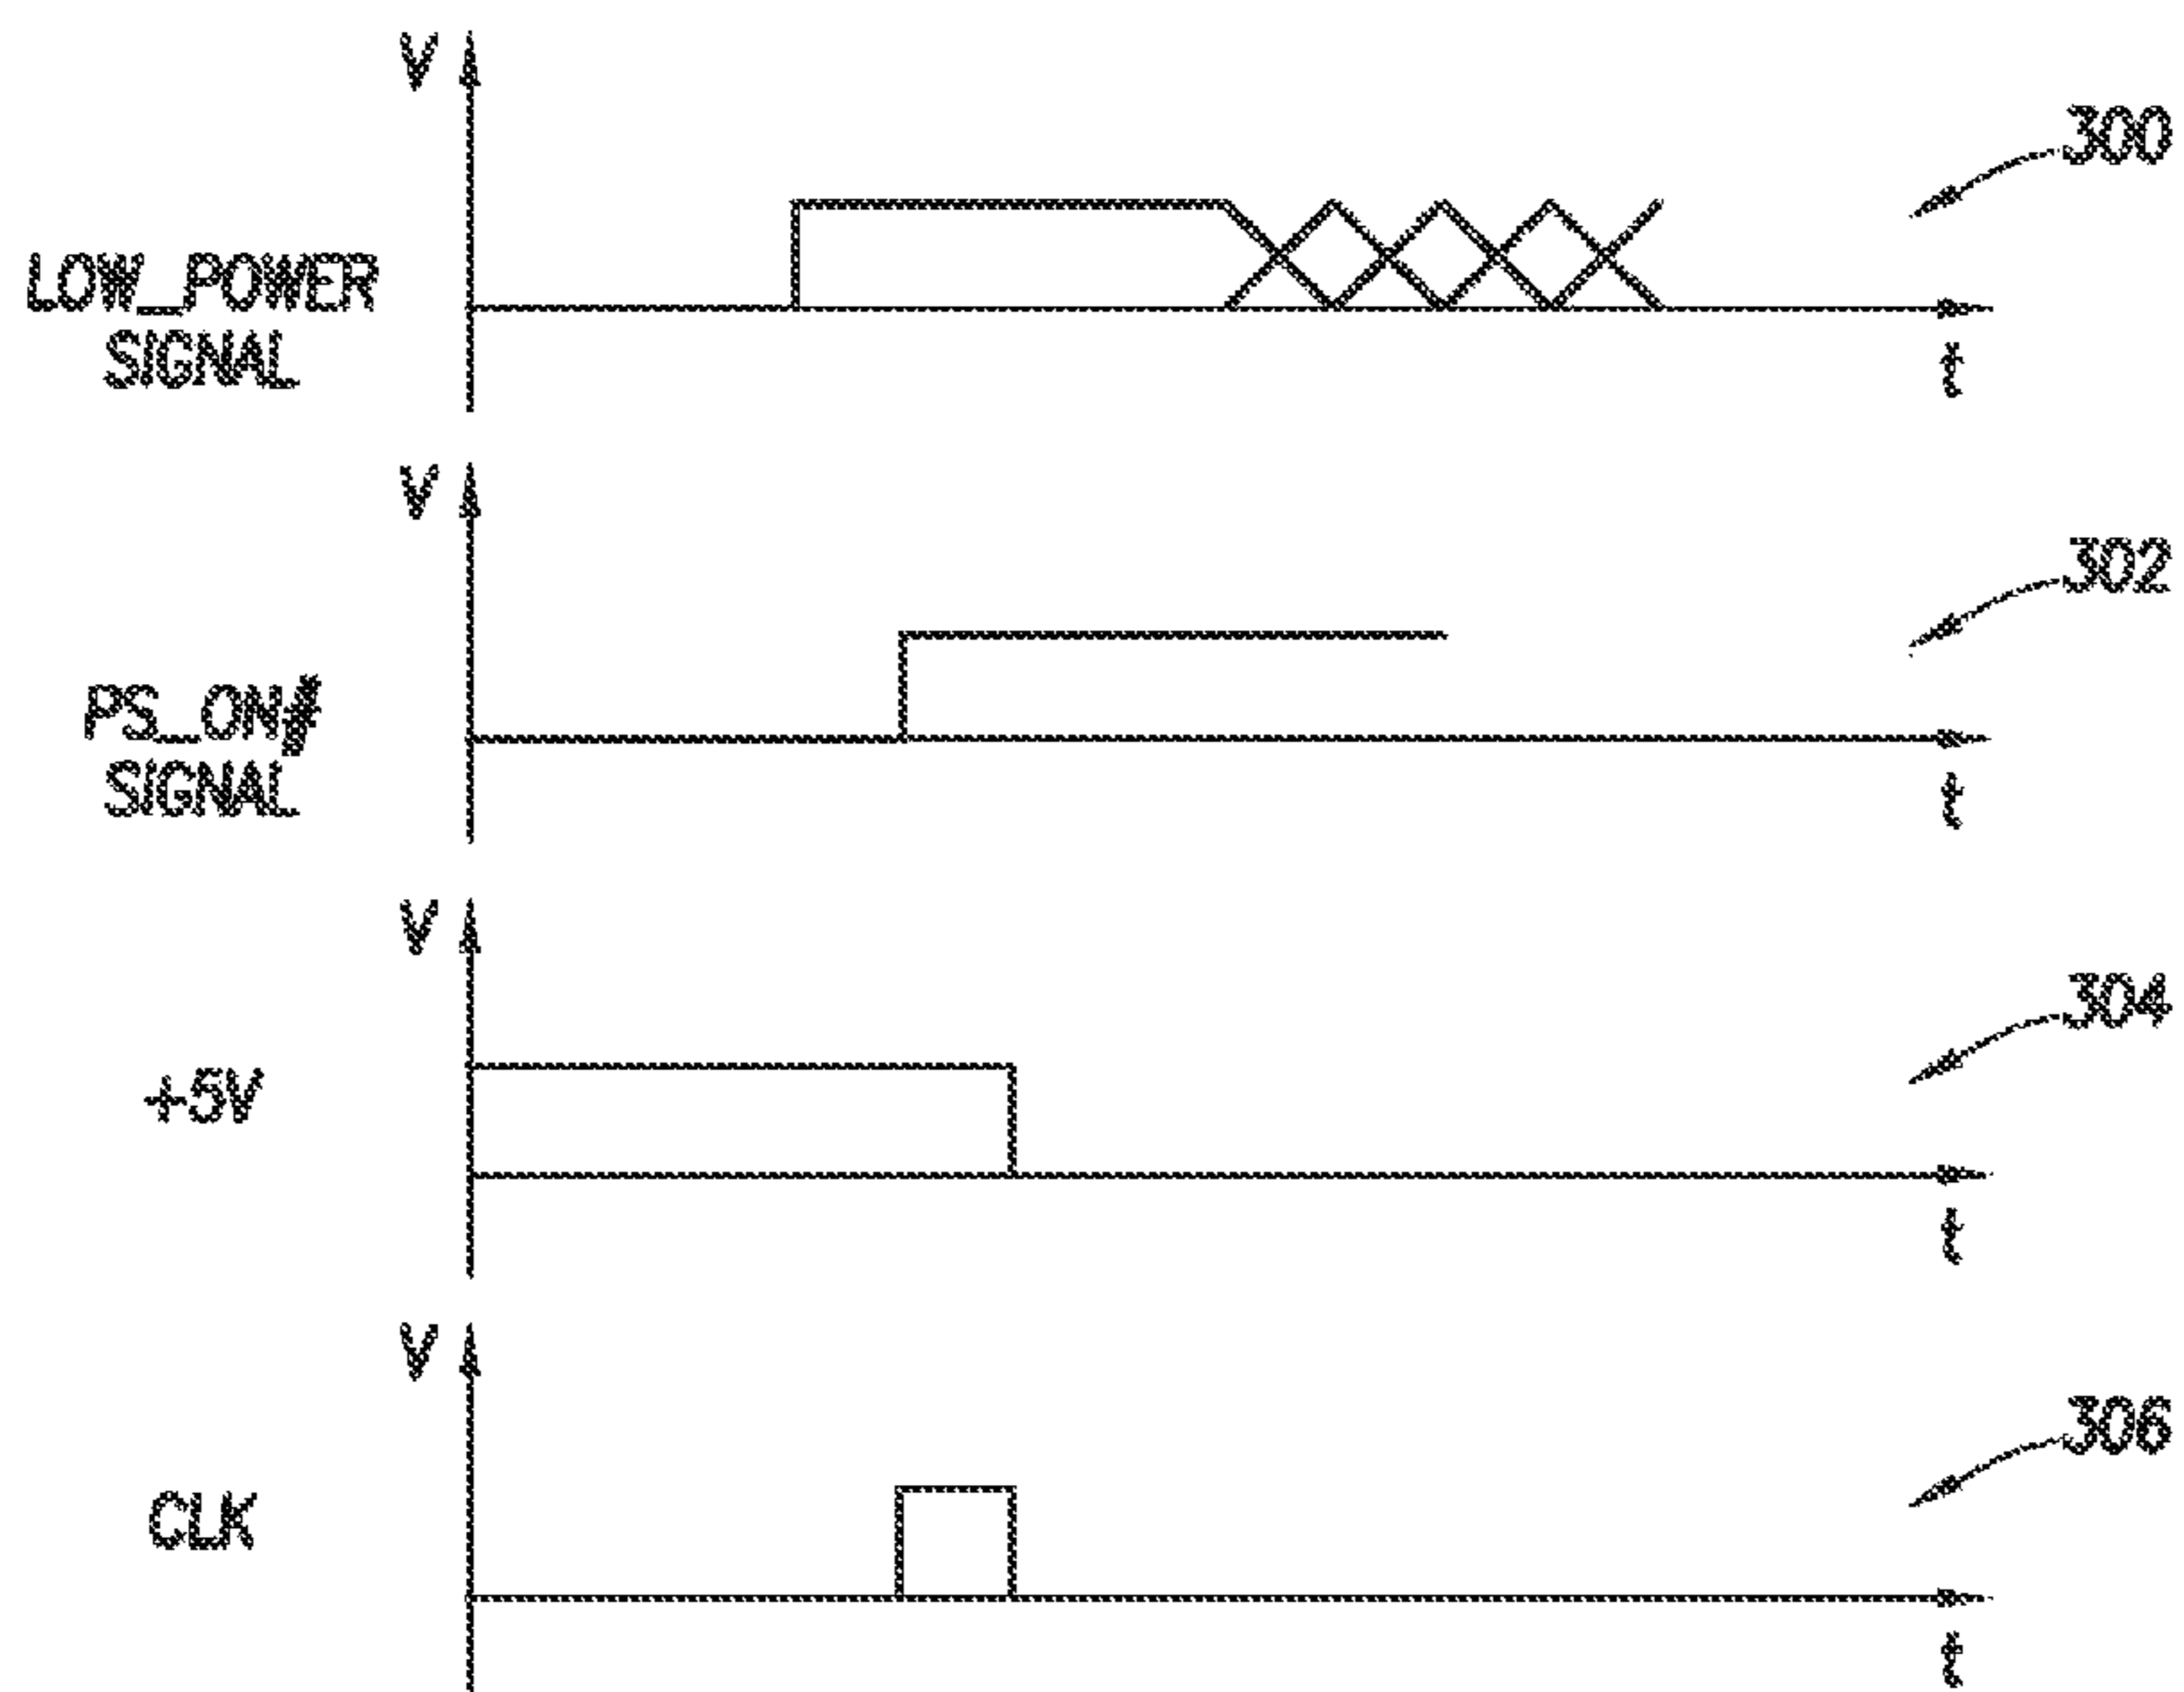 V
300
LOW_POWER
SIGNAL
t
V
302
PS_ON#
SIGNAL
t
V
304
+5V
t
V
306
CLK
t